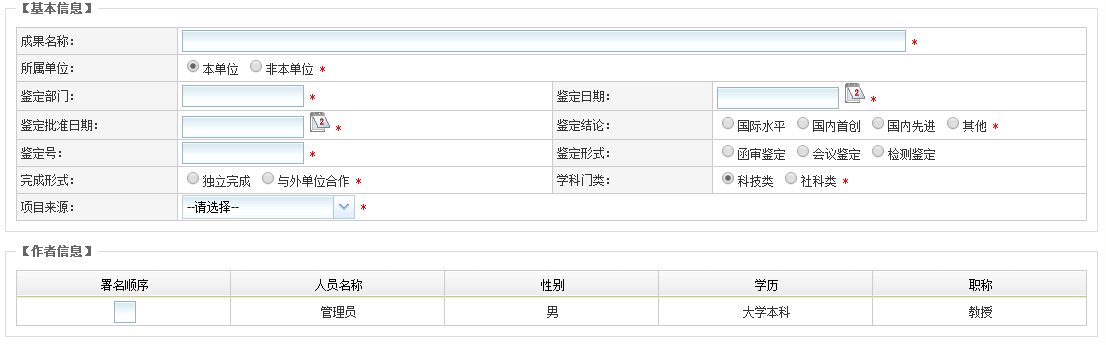 【基本信息】
成果名称： *
所属单位： 本单位 非本单位 *
鉴定部门： * 鉴定日期： 2 *
鉴定批准日期： 2 * 鉴定结论： 国际水平 国内首创 国内先进 其他 *
鉴定号： * 鉴定形式： 函审鉴定 会议鉴定 检测鉴定
完成形式： 独立完成 与外单位合作 * 学科门类： 科技类 社科类 *
项目来源： --请选择-- *
【作者信息】
署名顺序 人员名称 性别 学历 职称
管理员 男 大学本科 教授